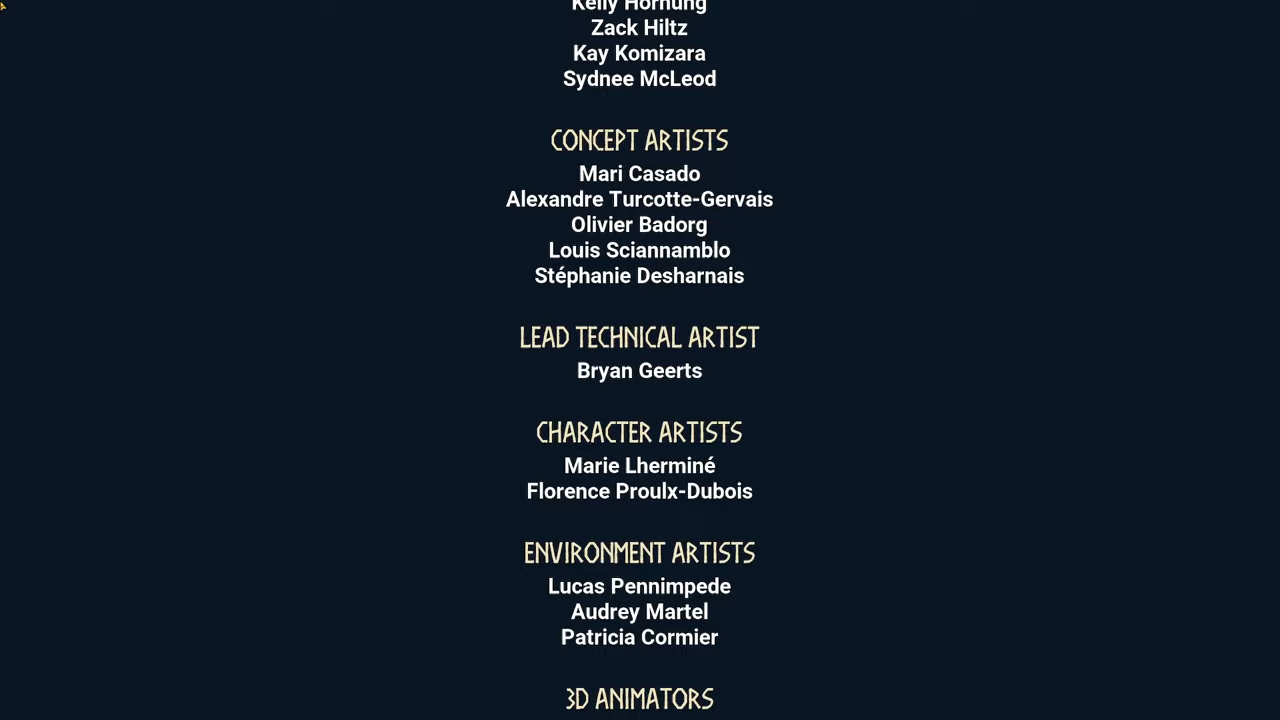 Kelly Hornung
Zack Hiltz
Kay Komizara
Sydnee McLeod
CONCEPT ARTISTS
Mari Casado
Alexandre Turcotte-Gervais
Olivier Badorg
Louis Sciannamblo
Stéphanie Desharnais
LEAD TECHNICAL ARTIST
Bryan Geerts
CHARACTER ARTISTS
Marie Lherminé
Florence Proulx-Dubois
ENVIRONMENT ARTISTS
Lucas Pennimpede
Audrey Martel
Patricia Cormier
3D ANIMATORS